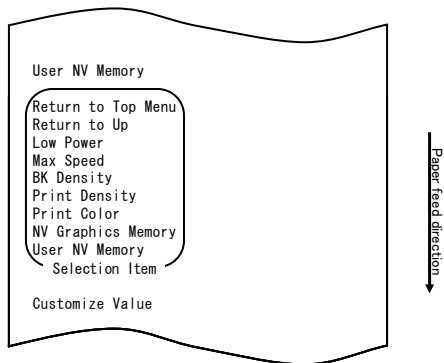 User NV Memory
Return to Top Menu
Return to Up
Low Power
Max Speed
BK Density
Print Density
Print Color
NV Graphics Memory
User NV Memory
Selection Item
Customize Value
Paper feed direction